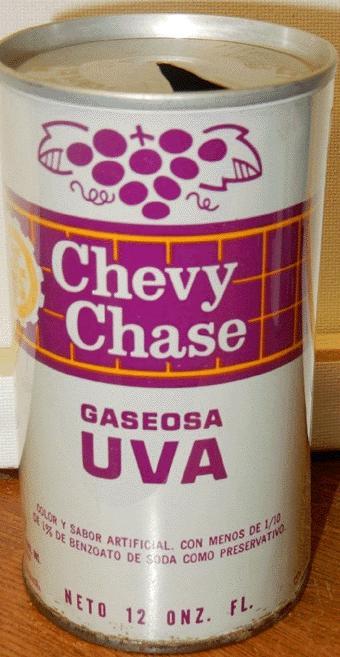 Chevy
Chase
GASEOSA
UVA
COLOR Y SABOR ARTIFICIAL. CON MENOS DE 1/10
DE 1% DE BENZOATO DE SODA COMO PRESERVATIVO.
NETO 12 ONZ. FL.